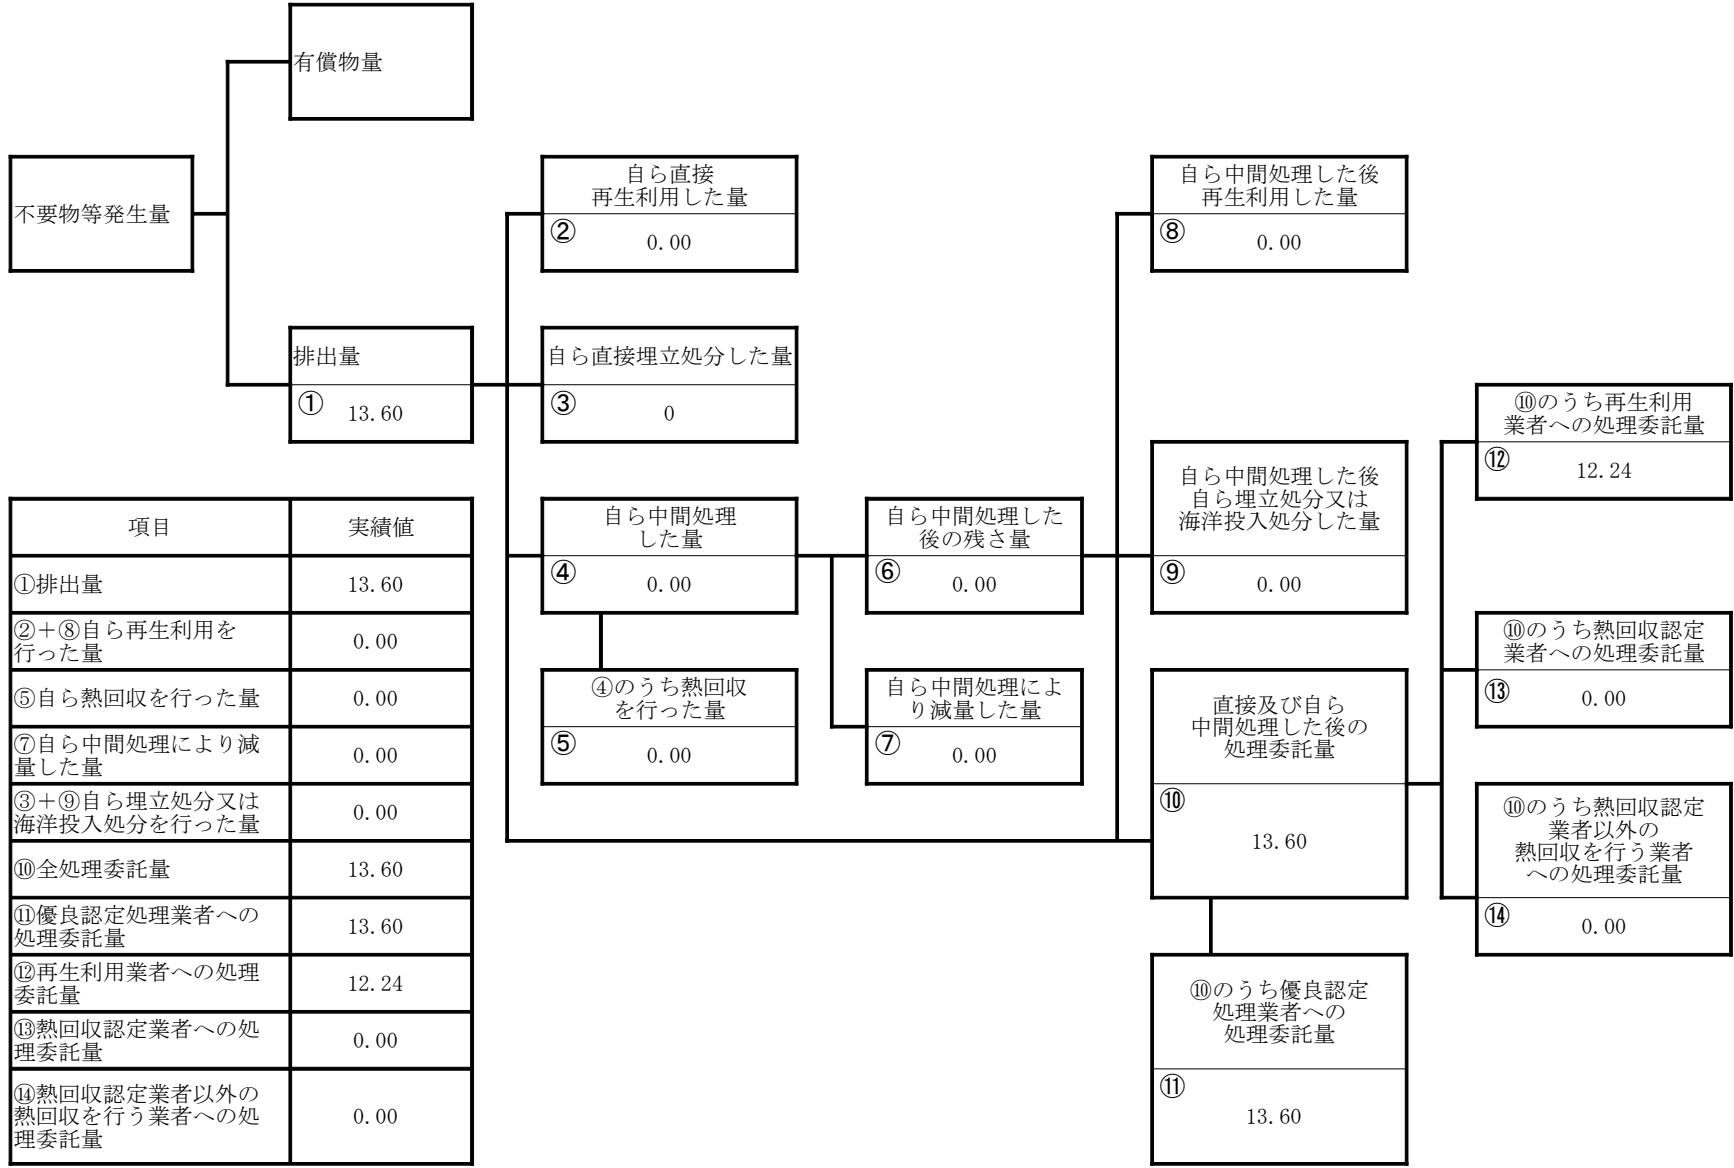 有償物量
不要物等発生量
自ら直接
再生利用した量
②
0.00
自ら中間処理した後
再生利用した量
⑧
0.00
排出量
①
13.60
自ら直接埋立処分した量
③
0
⑩のうち再生利用
業者への処理委託量
⑫
12.24
自ら中間処理した後
自ら埋立処分又は
海洋投入処分した量
⑨
0.00
自ら中間処理
した量
④
0.00
自ら中間処理した
後の残さ量
⑥
0.00
⑩のうち熱回収認定
業者への処理委託量
⑬
0.00
④のうち熱回収
を行った量
⑤
0.00
自ら中間処理によ
り減量した量
⑦
0.00
直接及び自ら
中間処理した後の
処理委託量
⑩
13.60
⑩のうち熱回収認定
業者以外の
熱回収を行う業者
への処理委託量
⑭
0.00
⑩のうち優良認定
処理業者への
処理委託量
⑪
13.60
項目 実績値
①排出量 13.60
②＋⑧自ら再生利用を
行った量 0.00
⑤自ら熱回収を行った量 0.00
⑦自ら中間処理により減
量した量 0.00
③＋⑨自ら埋立処分又は
海洋投入処分を行った量 0.00
⑩全処理委託量 13.60
⑪優良認定処理業者への
処理委託量 13.60
⑫再生利用業者への処理
委託量 12.24
⑬熱回収認定業者への処
理委託量 0.00
⑭熱回収認定業者以外の
熱回収を行う業者への処
理委託量 0.00